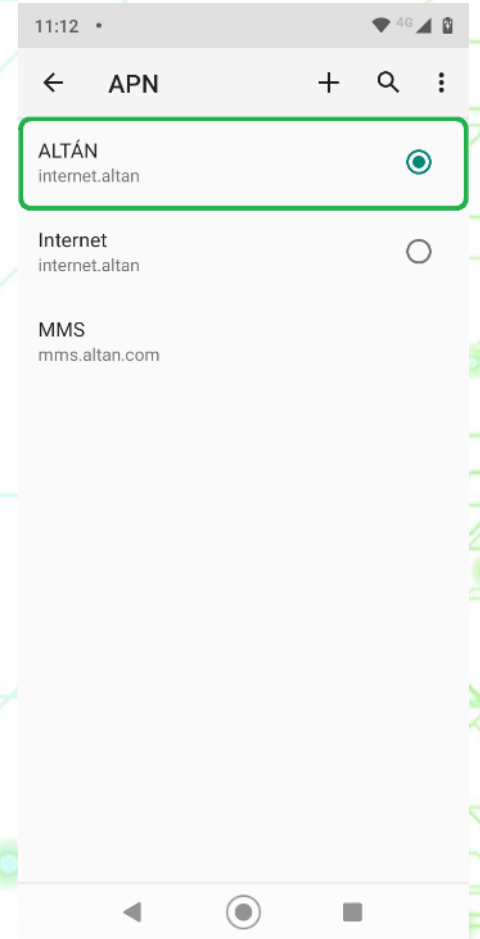 11:12
4G
APN
ALTÁN
internet.altan
Internet
internet.altan
MMS
mms.altan.com